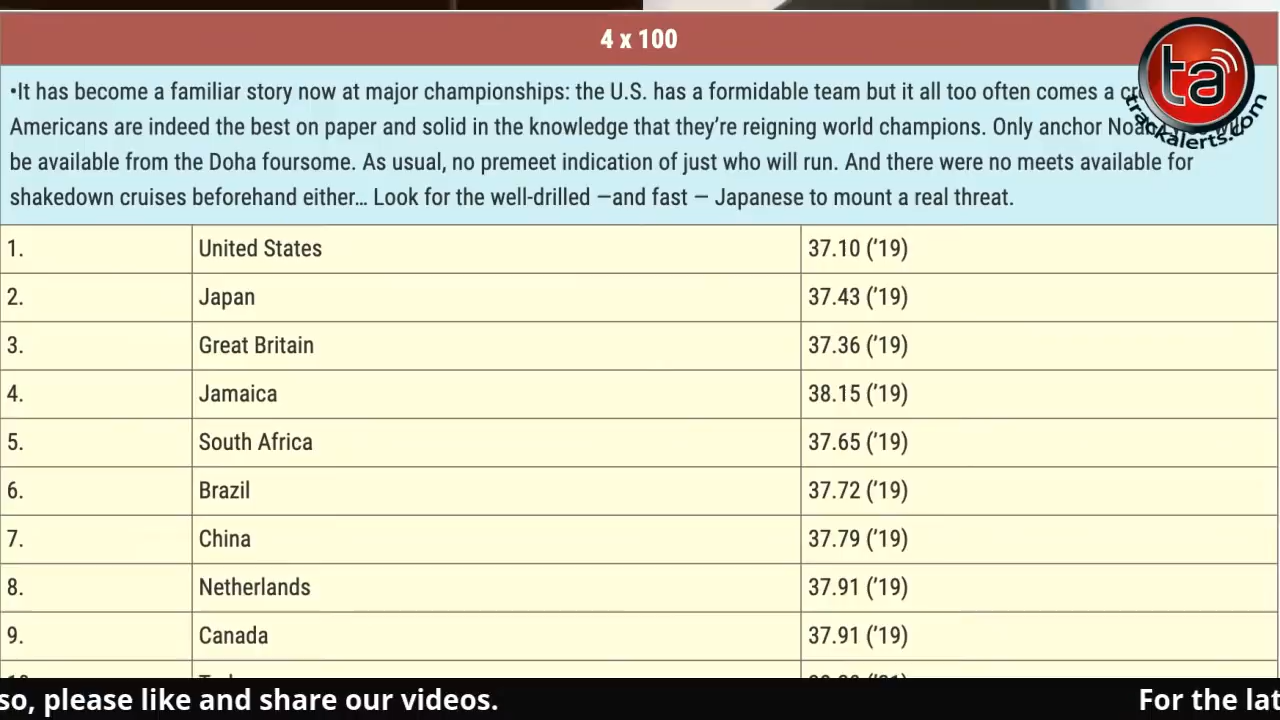 4 x 100
ta
trackalerts.com
•It has become a familiar story now at major championships: the U.S. has a formidable team but it all too often comes a
Americans are indeed the best on paper and solid in the knowledge that they’re reigning world champions. Only anchor
be available from the Doha foursome. As usual, no premeet indication of just who will run. And there were no meets available for
shakedown cruises beforehand either... Look for the well-drilled —and fast — Japanese to mount a real threat.
1. United States 37.10 (’19)
2. Japan 37.43 (’19)
3. Great Britain 37.36 (’19)
4. Jamaica 38.15 (’19)
5. South Africa 37.65 (’19)
6. Brazil 37.72 (’19)
7. China 37.79 (’19)
8. Netherlands 37.91 (’19)
9. Canada 37.91 (’19)
so, please like and share our videos. For the lat